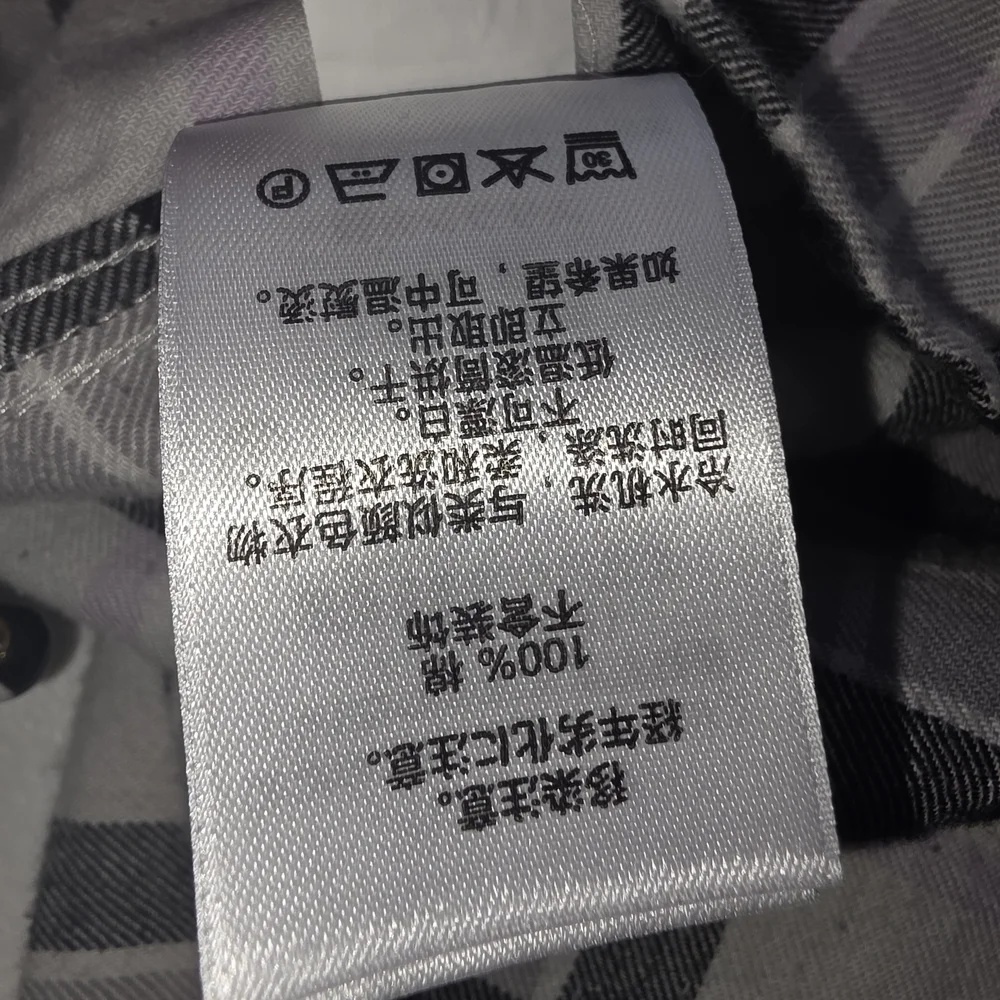 移染注意。
経年劣化に注意。
100% 棉
不含装饰
冷水机洗, 与类似颜色衣物
同时洗涤, 柔和洗衣程序。
不可漂白。
低温滚筒烘干。
立即取出。
如果希望, 可中温熨烫。
30 P